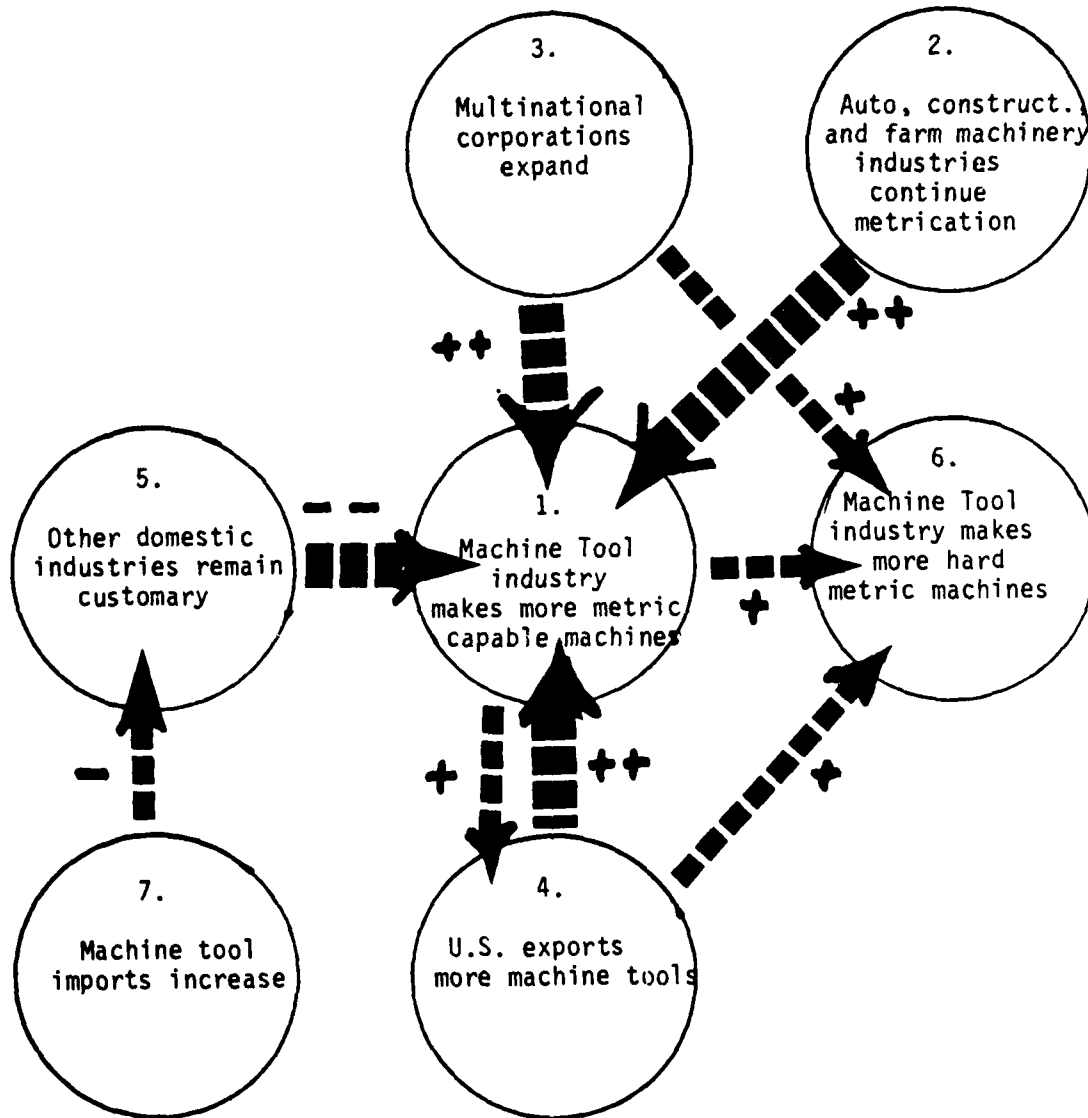 3.
Multinational
corporations
expand
2.
Auto, construct.,
and farm machinery
industries
continue
metrication
++
++
+
5.
Other domestic
industries remain
customary
- -
1.
Machine Tool
industry
makes more metric
capable machines
6.
Machine Tool
industry makes
more hard
metric machines
+
-
+
++
+
7.
Machine tool
imports increase
4.
U.S. exports
more machine tools